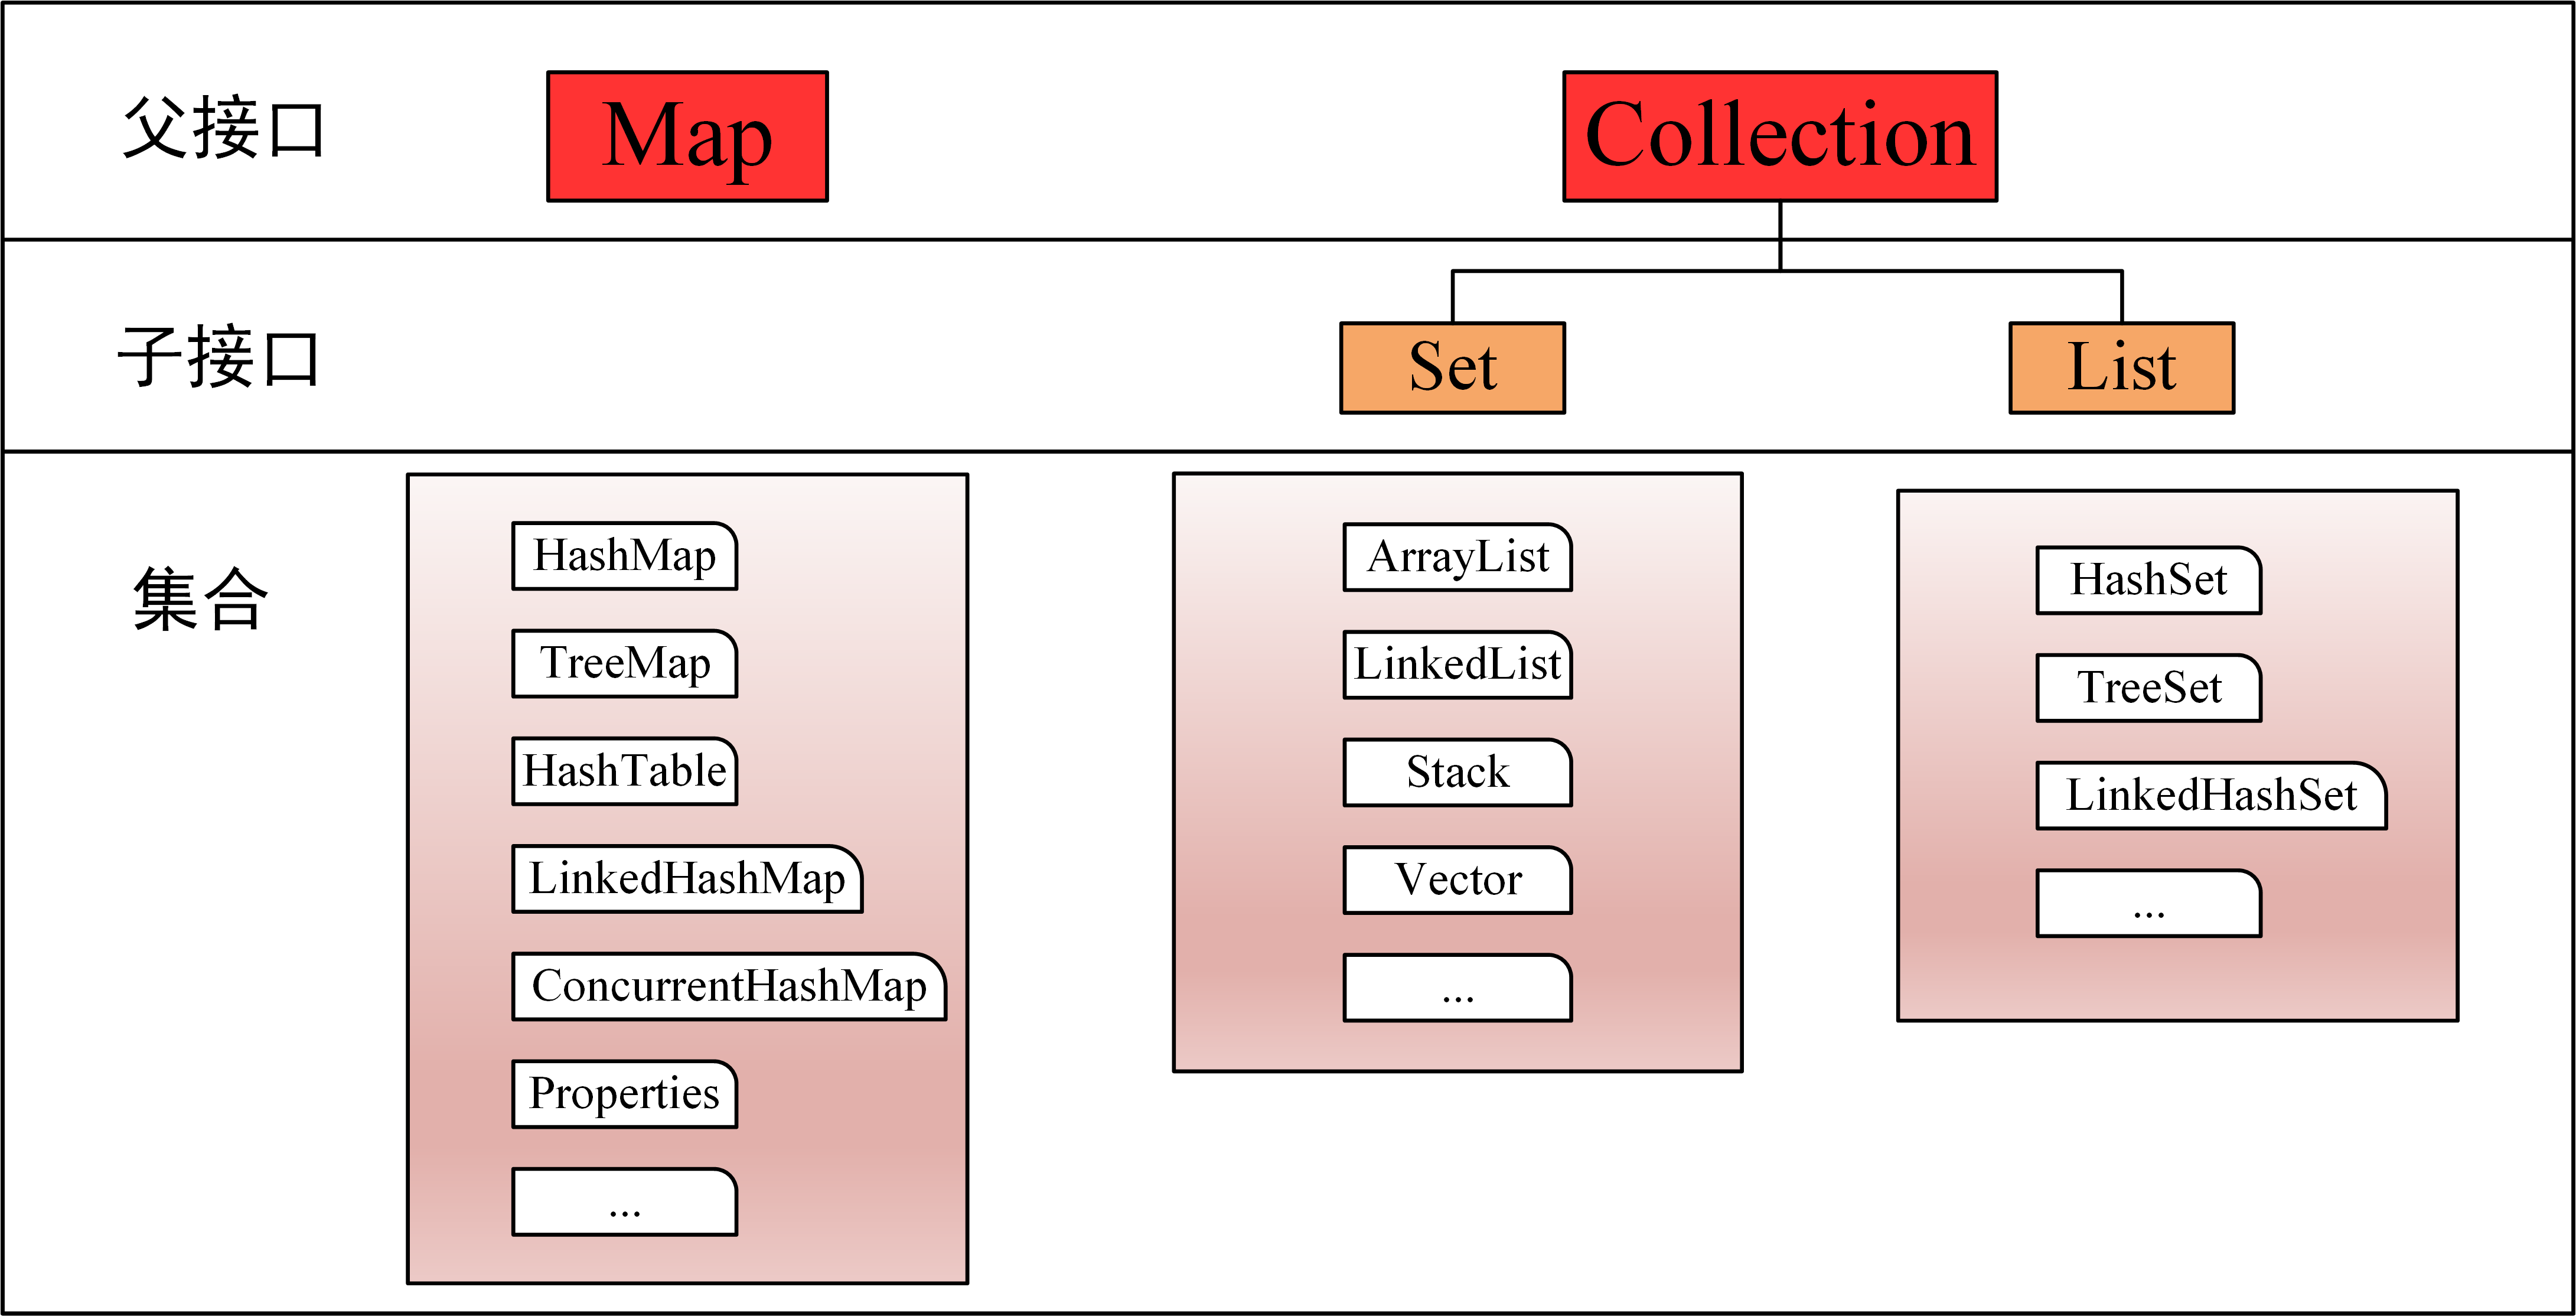 父接口
Map
Collection
子接口
Set
List
集合
HashMap
TreeMap
HashTable
LinkedHashMap
ConcurrentHashMap
Properties
...
ArrayList
LinkedList
Stack
Vector
...
HashSet
TreeSet
LinkedHashSet
...